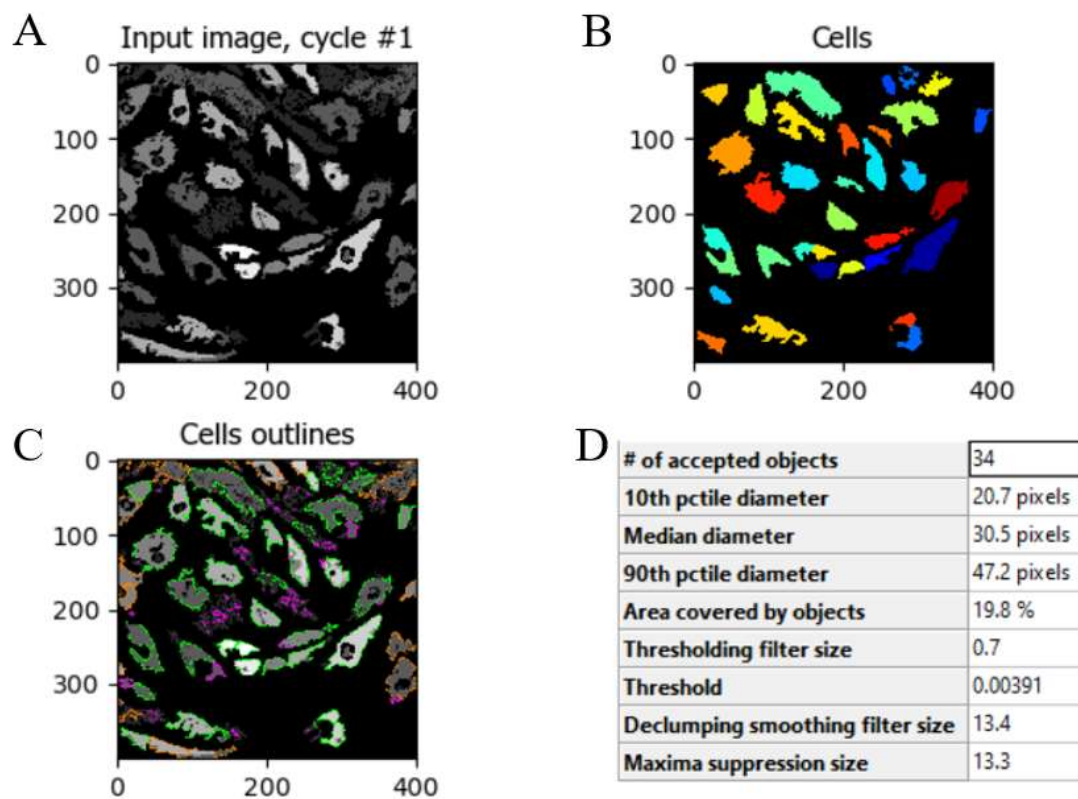 A
Input image, cycle #1
0
100
200
300
0 200 400
B
Cells
0
100
200
300
0 200 400
C
Cells outlines
0
100
200
300
0 200 400
D
# of accepted objects 34
10th pctile diameter 20.7 pixels
Median diameter 30.5 pixels
90th pctile diameter 47.2 pixels
Area covered by objects 19.8 %
Thresholding filter size 0.7
Threshold 0.00391
Declumping smoothing filter size 13.4
Maxima suppression size 13.3